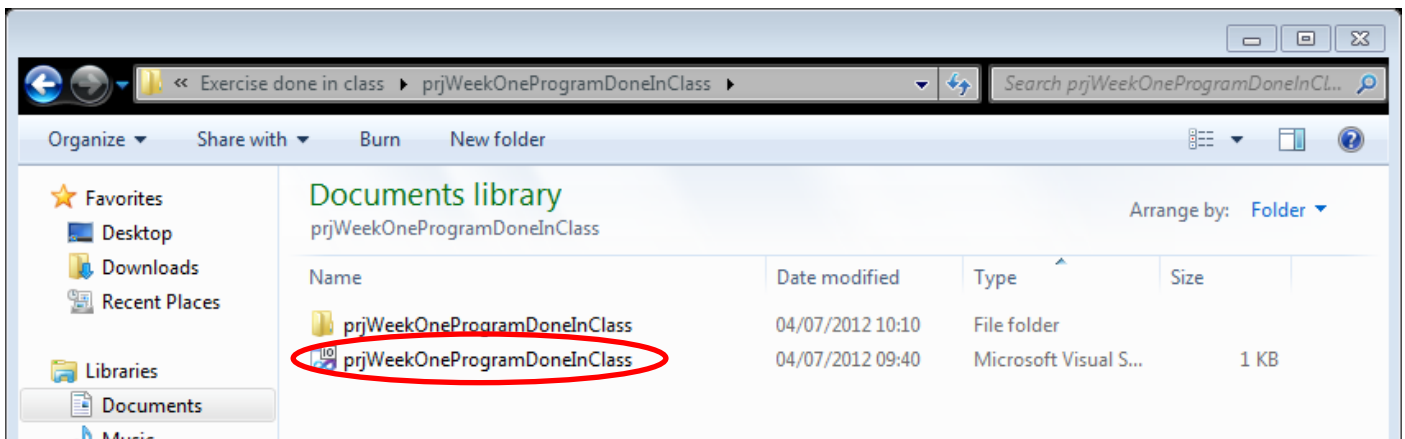 « Exercise done in class ▸ prjWeekOneProgramDoneInClass ▸ Search prjWeekOneProgramDoneInCl...
Organize Share with Burn New folder
Favorites
Desktop
Downloads
Recent Places
Libraries
Documents
Music
Documents library
prjWeekOneProgramDoneInClass
Arrange by: Folder
Name Date modified Type Size
prjWeekOneProgramDoneInClass 04/07/2012 10:10 File folder
prjWeekOneProgramDoneInClass 04/07/2012 09:40 Microsoft Visual S... 1 KB